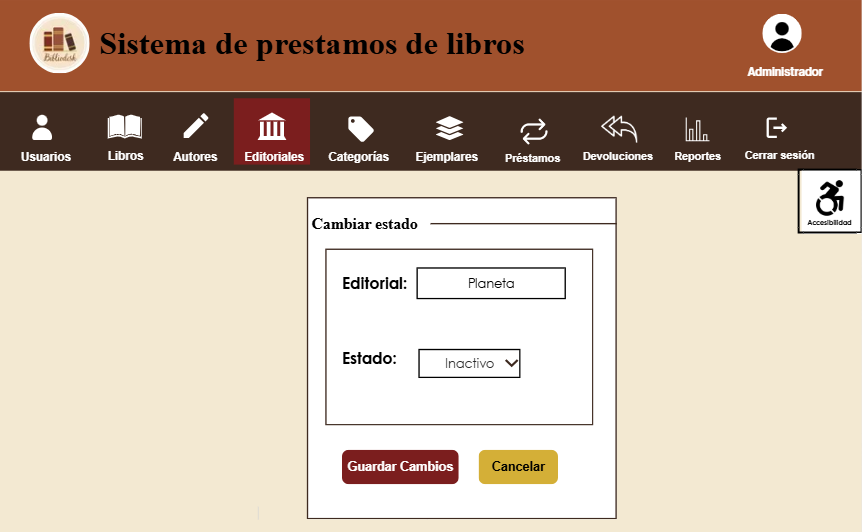 Bibliodesk
Sistema de prestamos de libros
Administrador
Usuarios
Libros
Autores
Editoriales
Categorías
Ejemplares
Préstamos
Devoluciones
Reportes
Cerrar sesión
Accesibilidad
Cambiar estado
Editorial:
Planeta
Estado:
Inactivo
Guardar Cambios
Cancelar